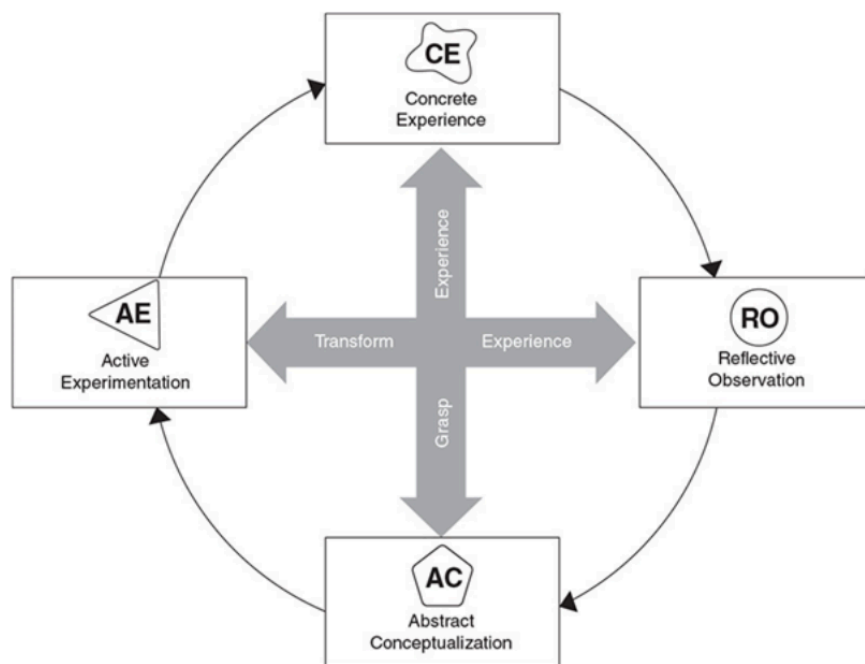 CE
Concrete
Experience
Experience
AE
Active
Experimentation
Transform
Experience
RO
Reflective
Observation
Grasp
AC
Abstract
Conceptualization